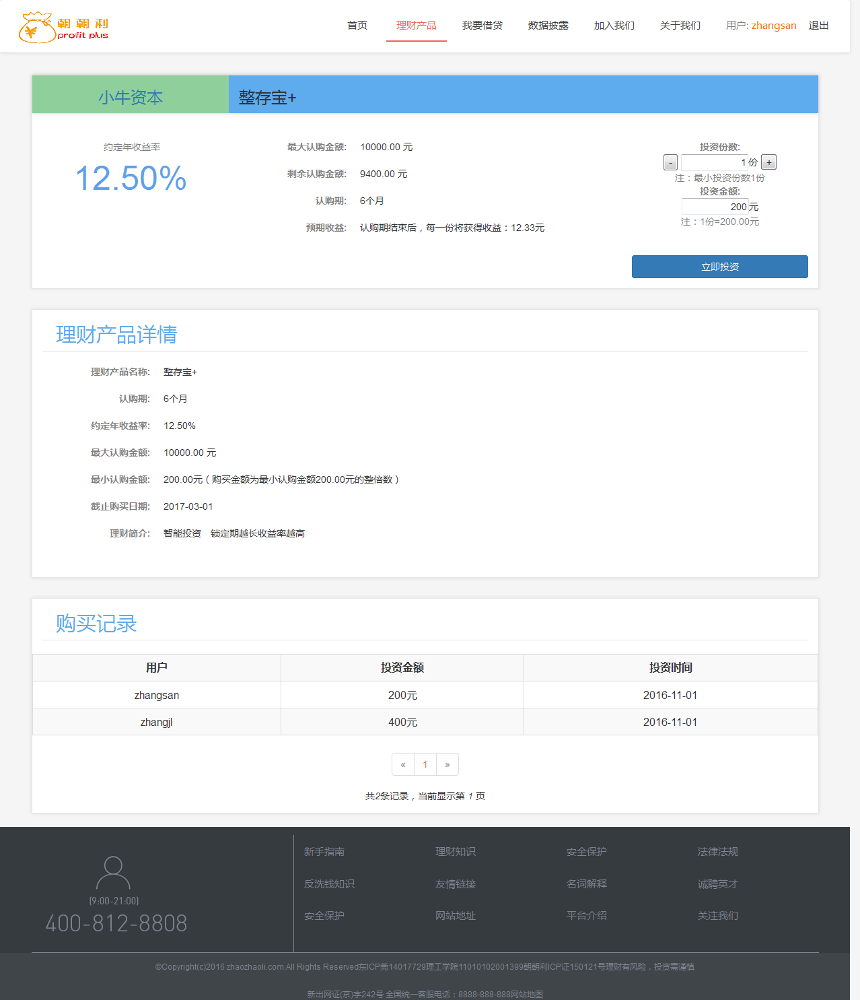 朝朝利
profit plus
首页 理财产品 我要借贷 数据披露 加入我们 关于我们 用户: zhangsan 退出
小牛资本 整存宝+
约定年收益率
12.50%
最大认购金额: 10000.00 元
剩余认购金额: 9400.00 元
认购期: 6个月
预期收益: 认购期结束后，每一份将获得收益：12.33元
投资份数:
- 1 份 +
注：最小投资份数1份
投资金额:
200 元
注：1份=200.00元
立即投资
理财产品详情
理财产品名称: 整存宝+
认购期: 6个月
约定年收益率: 12.50%
最大认购金额: 10000.00 元
最小认购金额: 200.00元（购买金额为最小认购金额200.00元的整倍数）
截止购买日期: 2017-03-01
理财简介: 智能投资 锁定期越长收益率越高
购买记录
用户 投资金额 投资时间
zhangsan 200元 2016-11-01
zhangjl 400元 2016-11-01
« 1 »
共2条记录，当前显示第 1 页
(9:00-21:00)
400-812-8808
新手指南 理财知识 安全保护 法律法规
反洗钱知识 友情链接 名词解释 诚聘英才
安全保护 网站地址 平台介绍 关注我们
©Copyright(c)2016 zhaozhaoli.com.All Rights Reserved东ICP莞14017729理工学院11010102001399朝朝利ICP证150121号理财有风险，投资需谨慎
新出网证(京)字242号 全国统一客服电话：8888-888-888网站地图